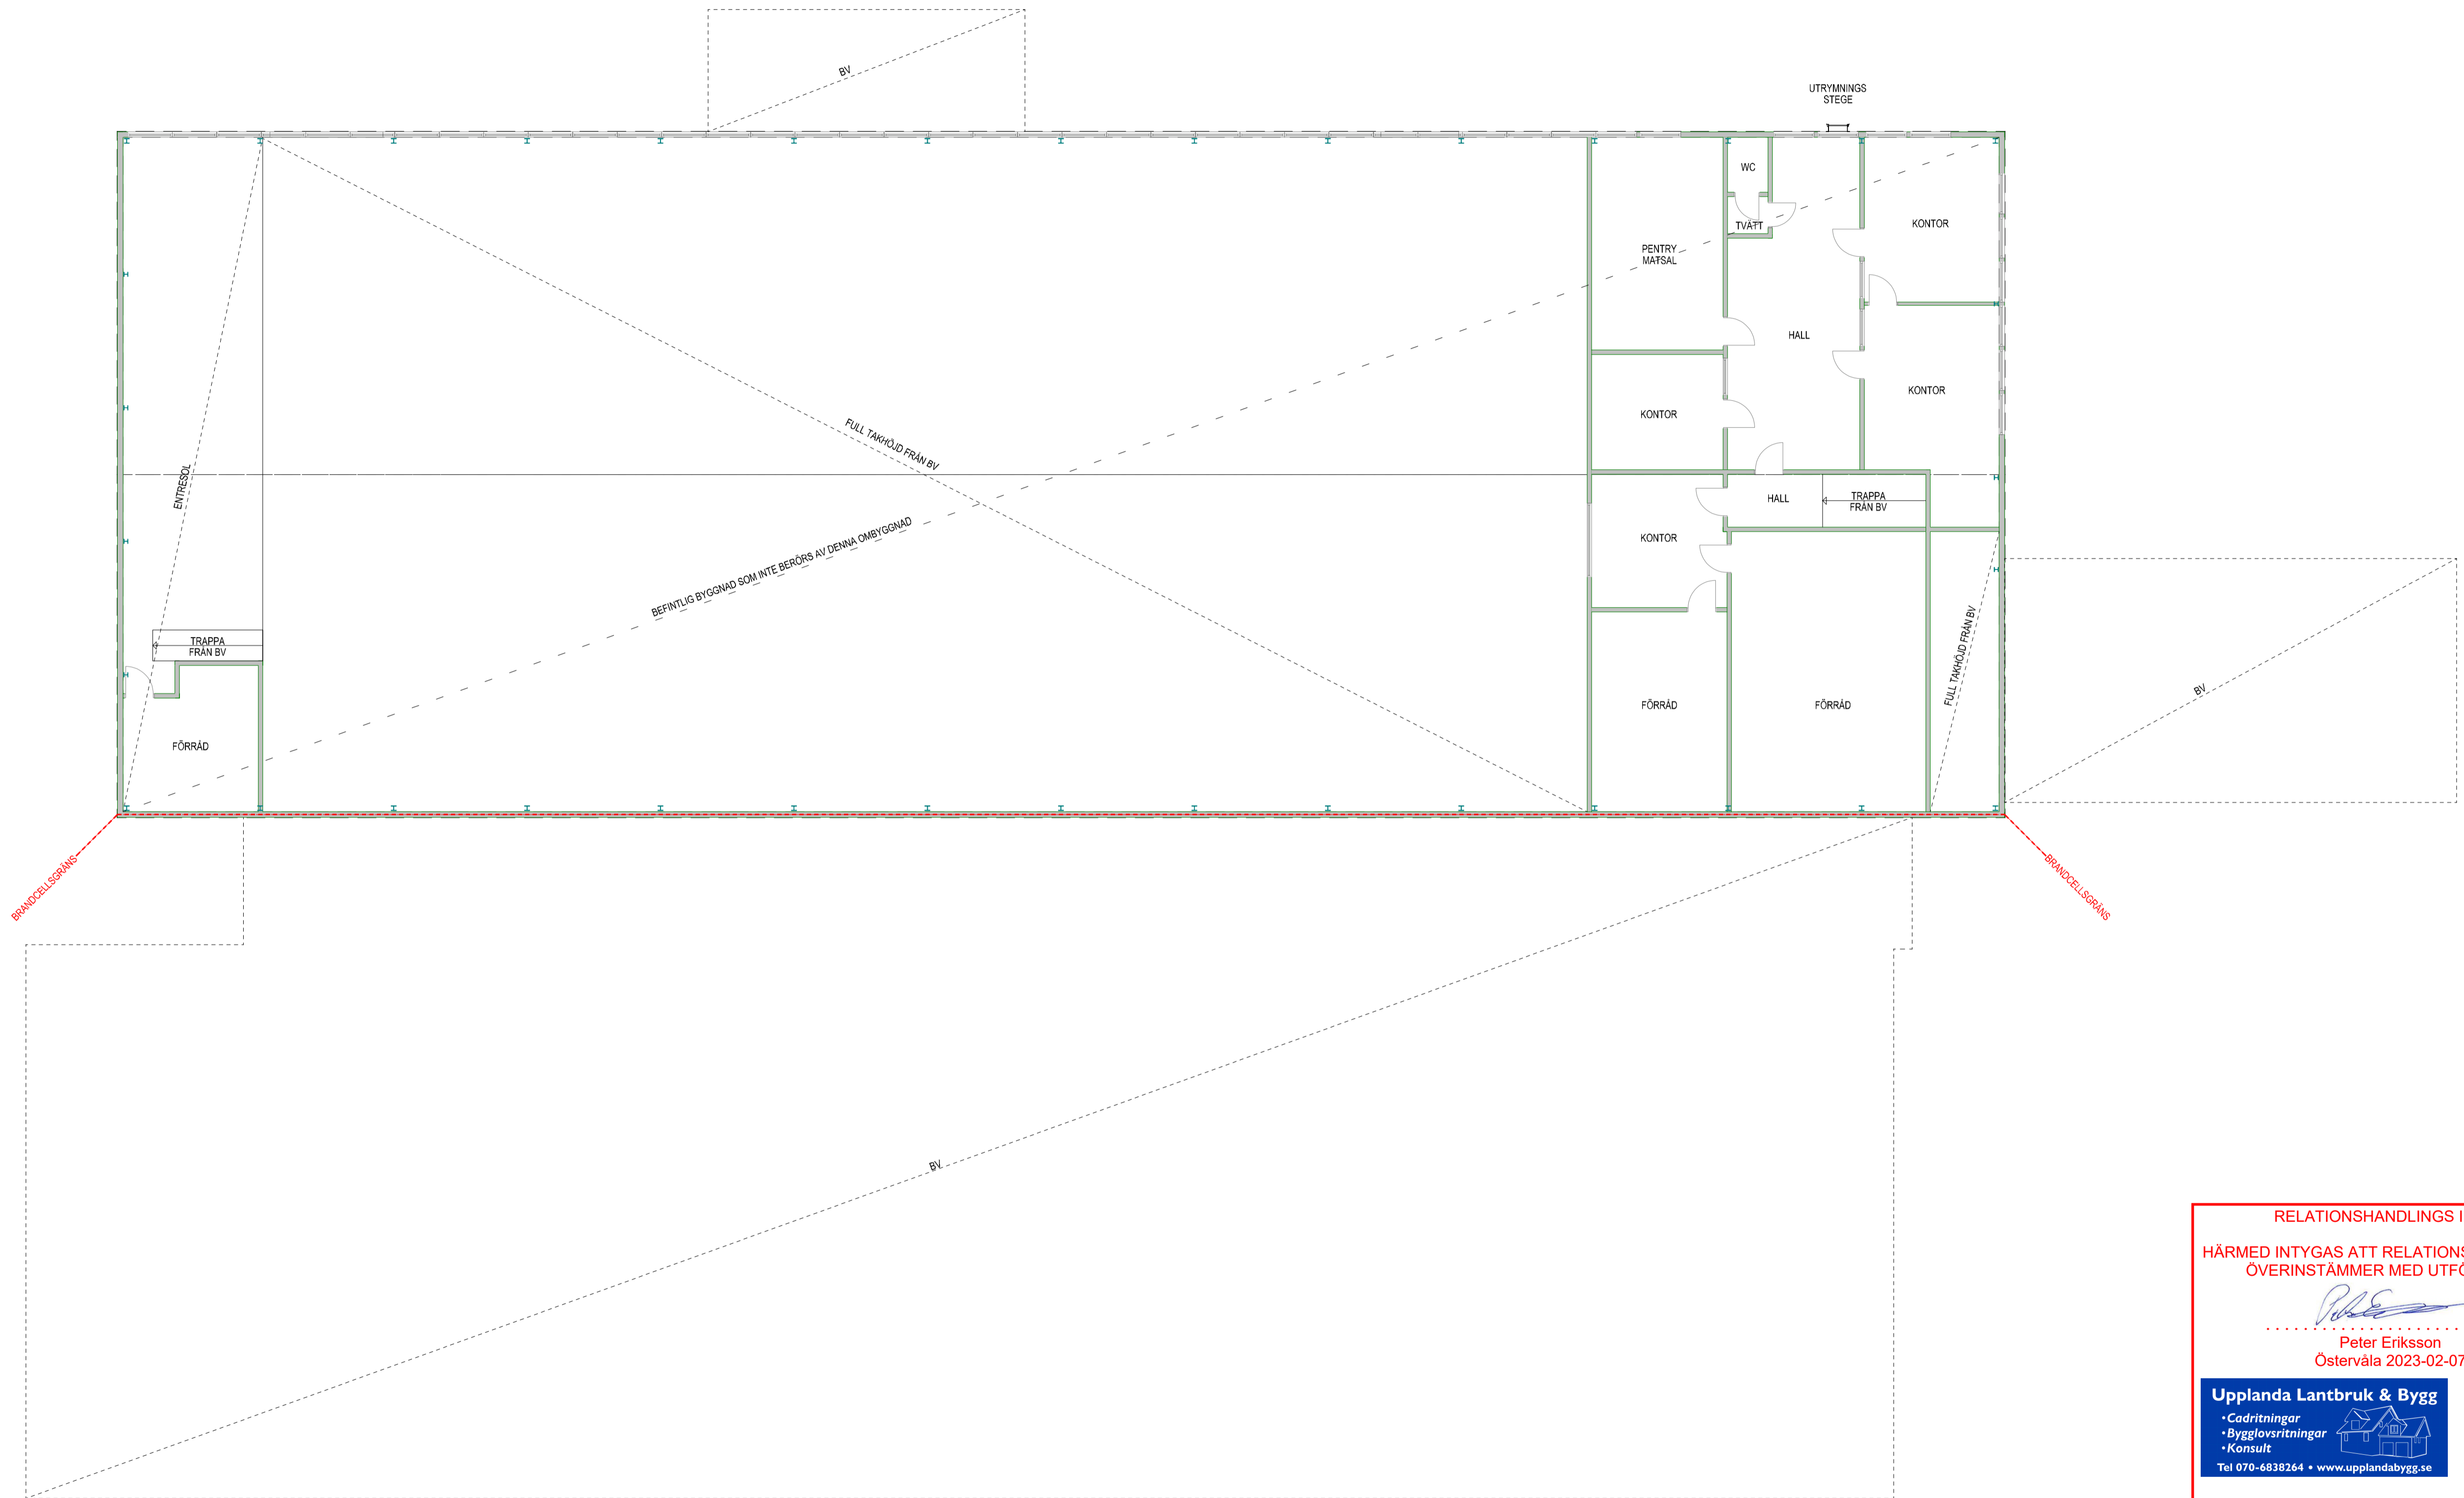 BV
UTRYMNINGS
STEGE
WC
TVÄTT
PENTRY
MATSAL
KONTOR
HALL
KONTOR
KONTOR
FULL TAKHÖJD FRÅN BV
ENTRESOL
HALL
TRAPPA
FRÅN BV
KONTOR
BEFINTLIG BYGGNAD SOM INTE BERÖRS AV DENNA OMBYGGNAD
TRAPPA
FRÅN BV
FULL TAKHÖJD FRÅN BV
BV
FÖRRÅD
FÖRRÅD
FÖRRÅD
BRANDCELLSGRÄNS
BRANDCELLSGRÄNS
BV
RELATIONSHANDLINGS I
HÄRMED INTYGAS ATT RELATIONS
ÖVERINSTÄMMER MED UTFÖ
Peter Eriksson
Östervåla 2023-02-07
Upplanda Lantbruk & Bygg
• Cadritningar
• Bygglovsritningar
• Konsult
Tel 070-6838264 • www.upplandabygg.se